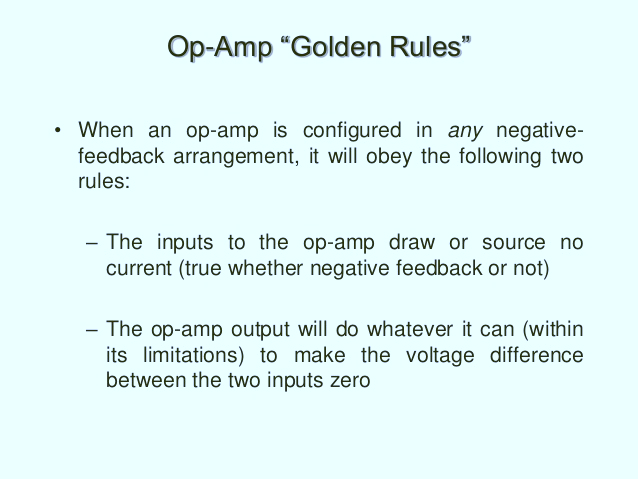 Op-Amp “Golden Rules”
• When an op-amp is configured in any negative-
feedback arrangement, it will obey the following two
rules:
– The inputs to the op-amp draw or source no
current (true whether negative feedback or not)
– The op-amp output will do whatever it can (within
its limitations) to make the voltage difference
between the two inputs zero